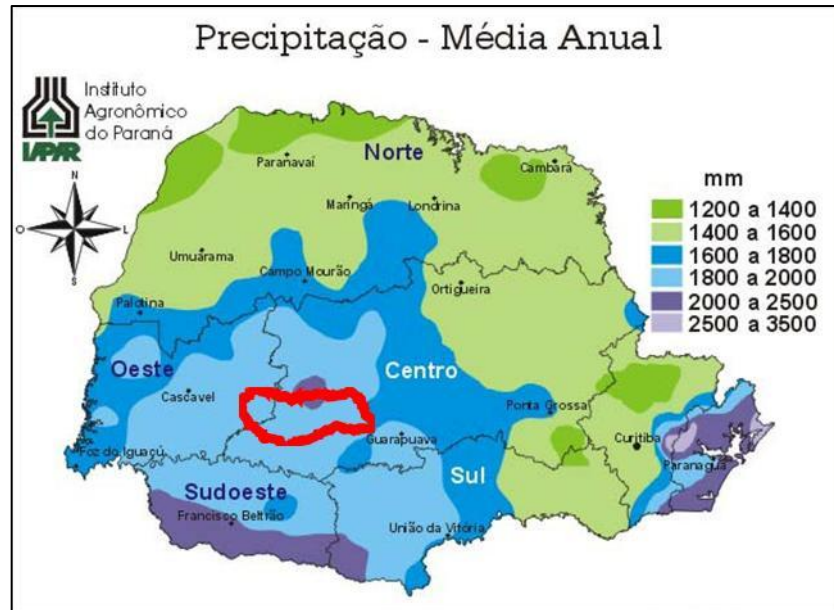 Precipitação - Média Anual
Instituto
Agronômico
do Paraná
IAPAR
N
O
L
S
Norte
Paranavaí
Cambará
Maringá
Londrina
Umuarama
Campo Mourão
Ortigueira
Palotina
Oeste
Centro
Cascavel
Ponta Grossa
Guarapuava
Curitiba
Foz do Iguaçú
Sul
Paranaguá
Sudoeste
Francisco Beltrão
União da Vitória
mm
1200 a 1400
1400 a 1600
1600 a 1800
1800 a 2000
2000 a 2500
2500 a 3500